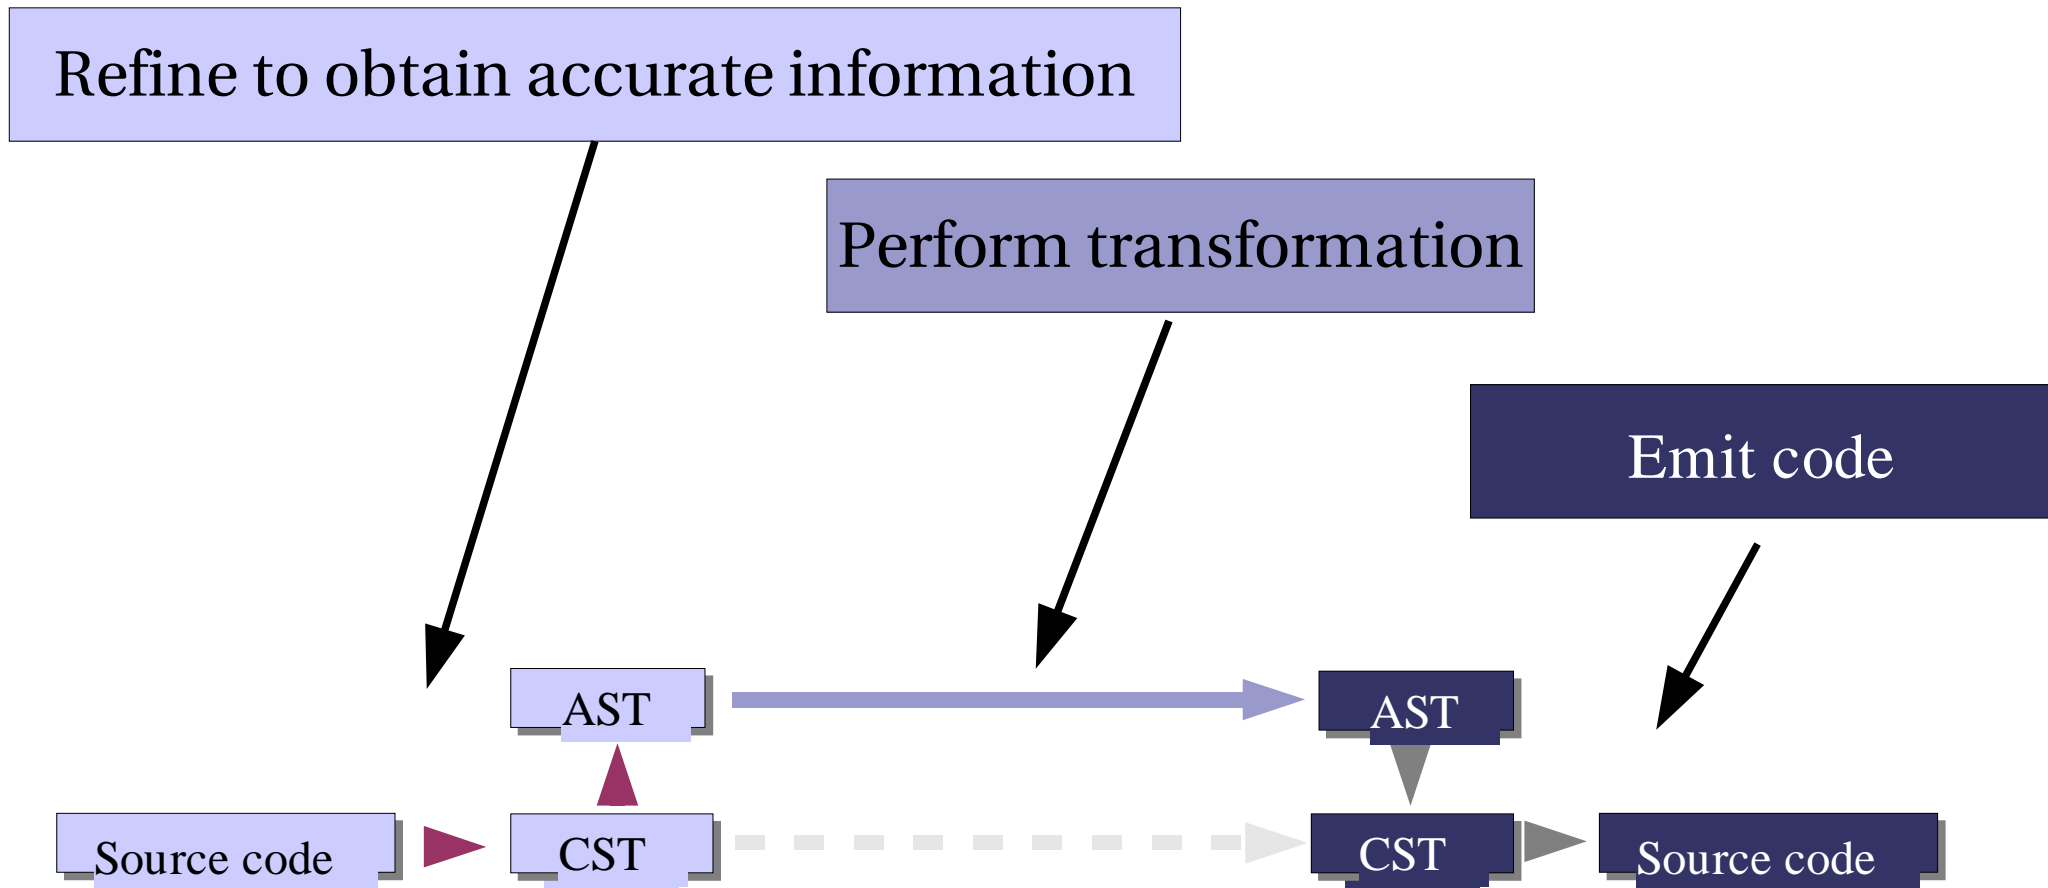 Refine to obtain accurate information
Perform transformation
Emit code
AST
AST
Source code
CST
CST
Source code